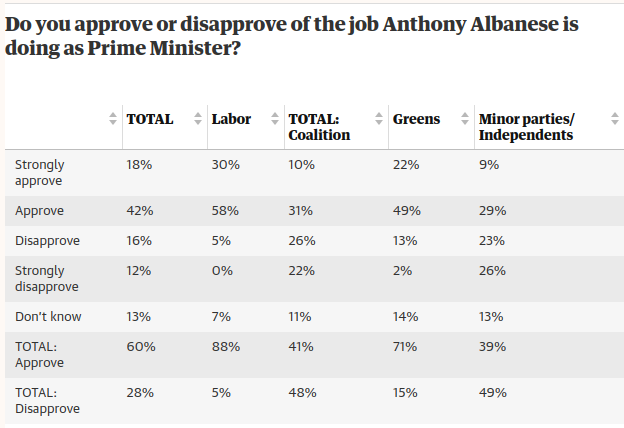 Do you approve or disapprove of the job Anthony Albanese is
doing as Prime Minister?
TOTAL Labor TOTAL: Coalition Greens Minor parties/ Independents
Strongly approve 18% 30% 10% 22% 9%
Approve 42% 58% 31% 49% 29%
Disapprove 16% 5% 26% 13% 23%
Strongly disapprove 12% 0% 22% 2% 26%
Don't know 13% 7% 11% 14% 13%
TOTAL: Approve 60% 88% 41% 71% 39%
TOTAL: Disapprove 28% 5% 48% 15% 49%